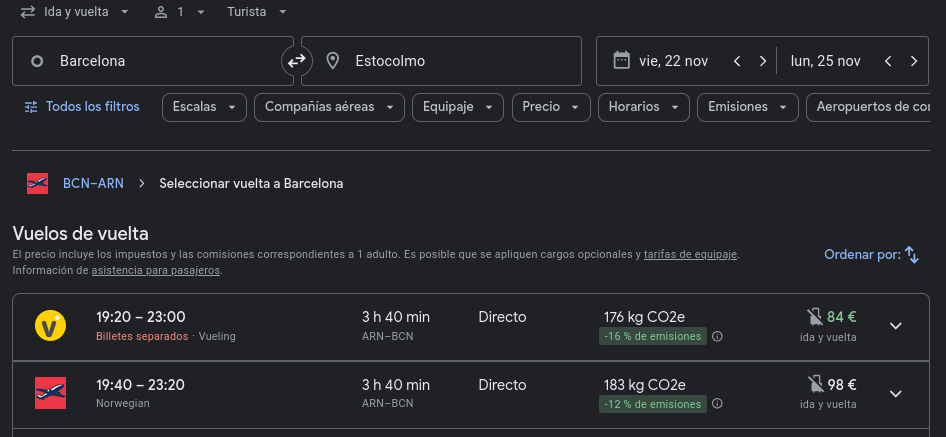 Ida y vuelta 1 Turista
Barcelona Estocolmo vie, 22 nov lun, 25 nov
Todos los filtros Escalas Compañías aéreas Equipaje Precio Horarios Emisiones Aeropuertos de cor
BCN–ARN Seleccionar vuelta a Barcelona
Vuelos de vuelta
El precio incluye los impuestos y las comisiones correspondientes a 1 adulto. Es posible que se apliquen cargos opcionales y tarifas de equipaje.
Información de asistencia para pasajeros.
Ordenar por:
19:20 – 23:00 3 h 40 min Directo 176 kg CO2e 84 €
Billetes separados · Vueling ARN–BCN -16 % de emisiones ida y vuelta
19:40 – 23:20 3 h 40 min Directo 183 kg CO2e 98 €
Norwegian ARN–BCN -12 % de emisiones ida y vuelta